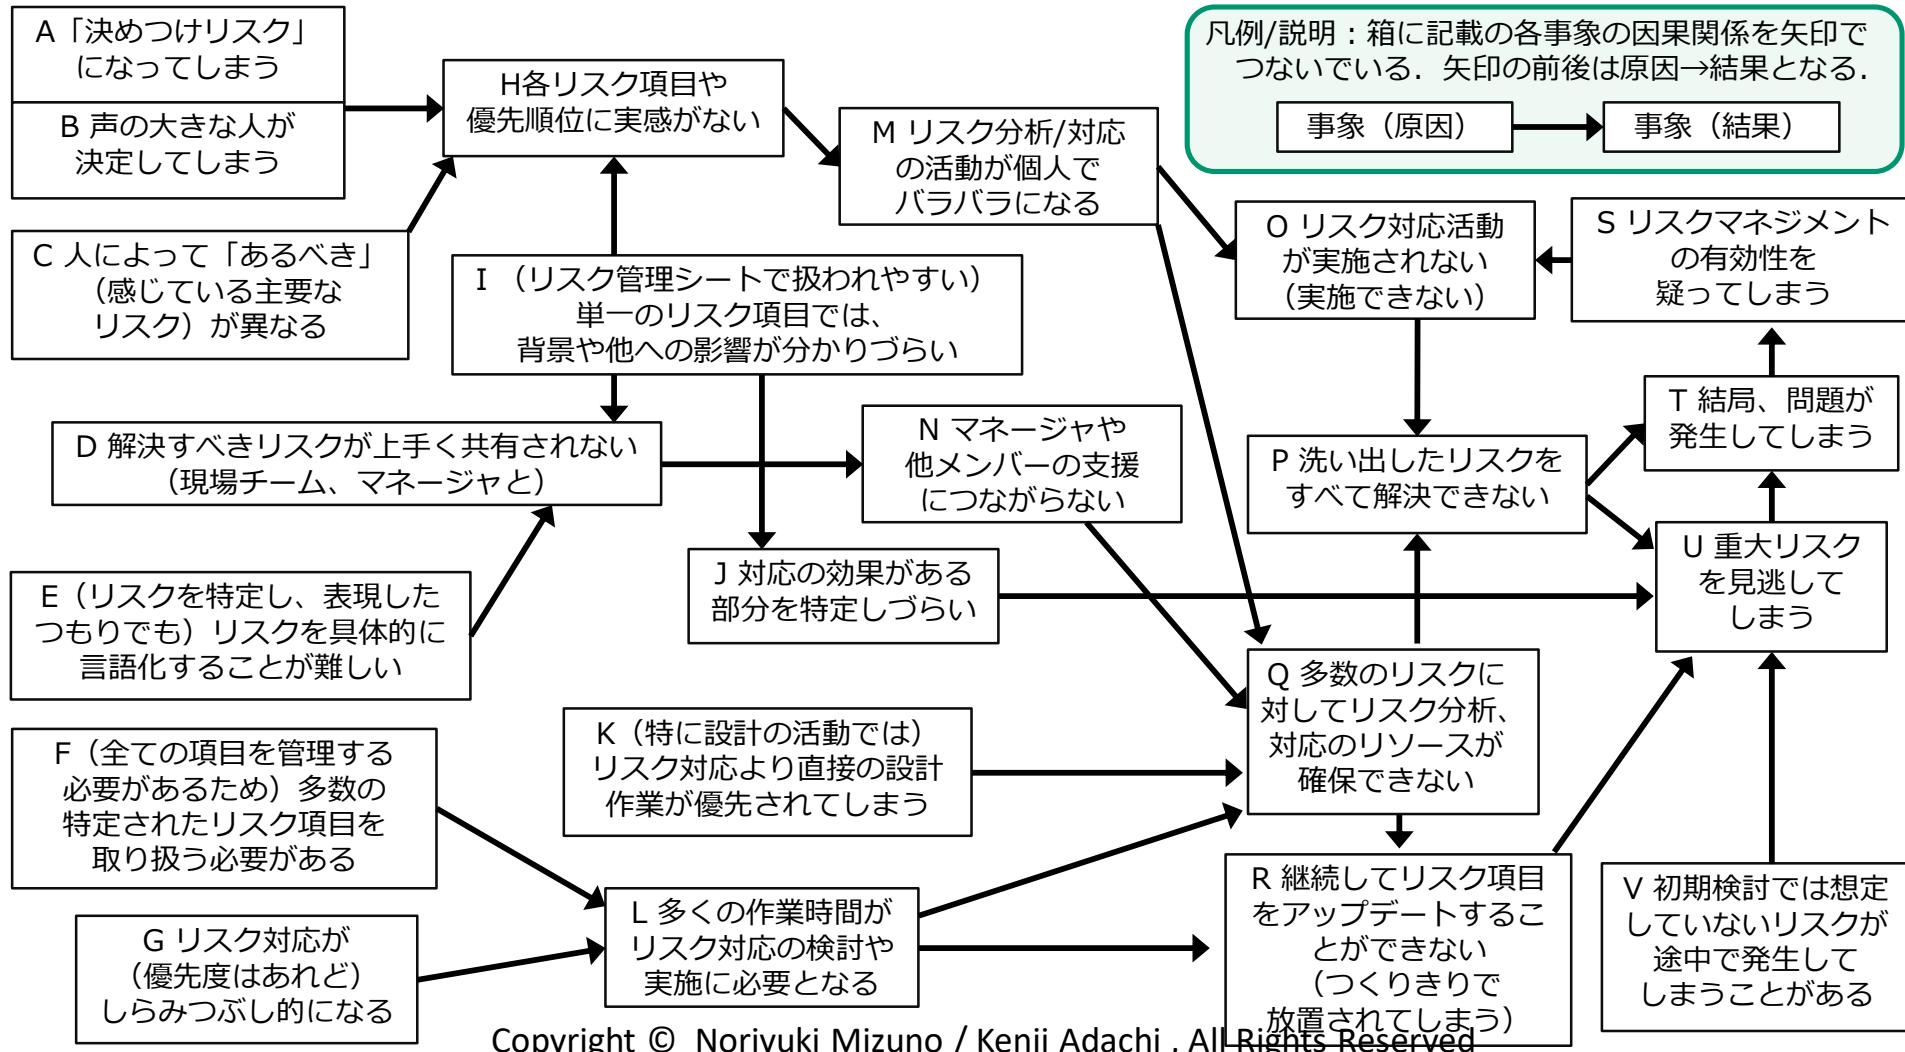 A「決めつけリスク」
になってしまう
B 声の大きな人が
決定してしまう
C 人によって「あるべき」
（感じている主要な
リスク）が異なる
H各リスク項目や
優先順位に実感がない
M リスク分析/対応
の活動が個人で
バラバラになる
凡例/説明：箱に記載の各事象の因果関係を矢印で
つないでいる．矢印の前後は原因→結果となる．
事象（原因）
事象（結果）
I （リスク管理シートで扱われやすい）
単一のリスク項目では、
背景や他への影響が分かりづらい
O リスク対応活動
が実施されない
（実施できない）
S リスクマネジメント
の有効性を
疑ってしまう
D 解決すべきリスクが上手く共有されない
（現場チーム、マネージャと）
N マネージャや
他メンバーの支援
につながらない
P 洗い出したリスクを
すべて解決できない
T 結局、問題が
発生してしまう
E（リスクを特定し、表現した
つもりでも）リスクを具体的に
言語化することが難しい
J 対応の効果がある
部分を特定しづらい
U 重大リスク
を見逃して
しまう
F（全ての項目を管理する
必要があるため）多数の
特定されたリスク項目を
取り扱う必要がある
K（特に設計の活動では）
リスク対応より直接の設計
作業が優先されてしまう
Q 多数のリスクに
対してリスク分析、
対応のリソースが
確保できない
G リスク対応が
（優先度はあれど）
しらみつぶし的になる
L 多くの作業時間が
リスク対応の検討や
実施に必要となる
R 継続してリスク項目
をアップデートするこ
とができない
（つくりきりで
放置されてしまう）
V 初期検討では想定
していないリスクが
途中で発生して
しまうことがある
Copyright © Noriyuki Mizuno / Kenji Adachi , All Rights Reserved